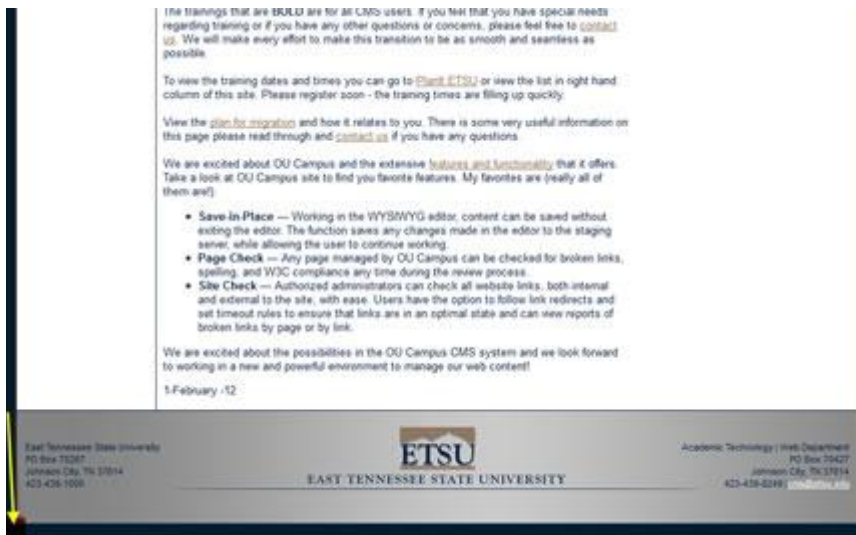 The trainings that are BOLD are for all CMS users. If you feel that you have special needs
regarding training or if you have any other questions or concerns, please feel free to contact
us. We will make every effort to make this transition to be as smooth and seamless as
possible.
To view the training dates and times you can go to PlanIt ETSU or view the list in right hand
column of this site. Please register soon - the training times are filling up quickly.
View the plan for migration and how it relates to you. There is some very useful information on
this page please read through and contact us if you have any questions.
We are excited about OU Campus and the extensive features and functionality that it offers.
Take a look at OU Campus site to find you favorite features. My favorites are (really all of
them are!):
• Save-in-Place — Working in the WYSIWYG editor, content can be saved without
exiting the editor. The function saves any changes made in the editor to the staging
server, while allowing the user to continue working.
• Page Check — Any page managed by OU Campus can be checked for broken links,
spelling, and W3C compliance any time during the review process.
• Site Check — Authorized administrators can check all website links, both internal
and external to the site, with ease. Users have the option to follow link redirects and
set timeout rules to ensure that links are in an optimal state and can view reports of
broken links by page or by link.
We are excited about the possibilities in the OU Campus CMS system and we look forward
to working in a new and powerful environment to manage our web content!
1-February -12
East Tennessee State University
PO Box
Johnson City, TN 37614
423-439-1000
ETSU
EAST TENNESSEE STATE UNIVERSITY
Academic Technology | Web Department
PO Box
Johnson City, TN 37614